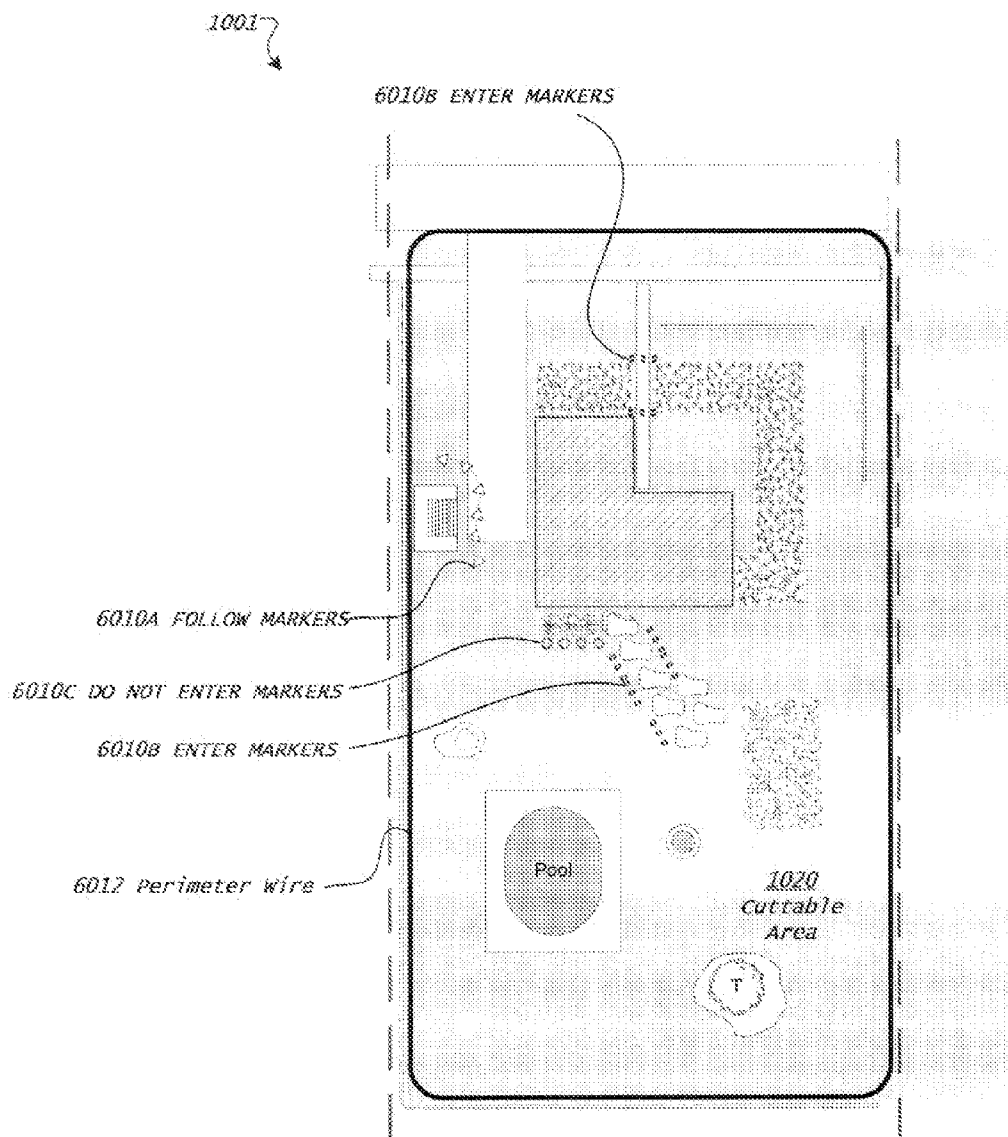 1001
6010B ENTER MARKERS
6010A FOLLOW MARKERS
6010C DO NOT ENTER MARKERS
6010B ENTER MARKERS
6012 Perimeter Wire
Pool
1020
Cuttable
Area
T